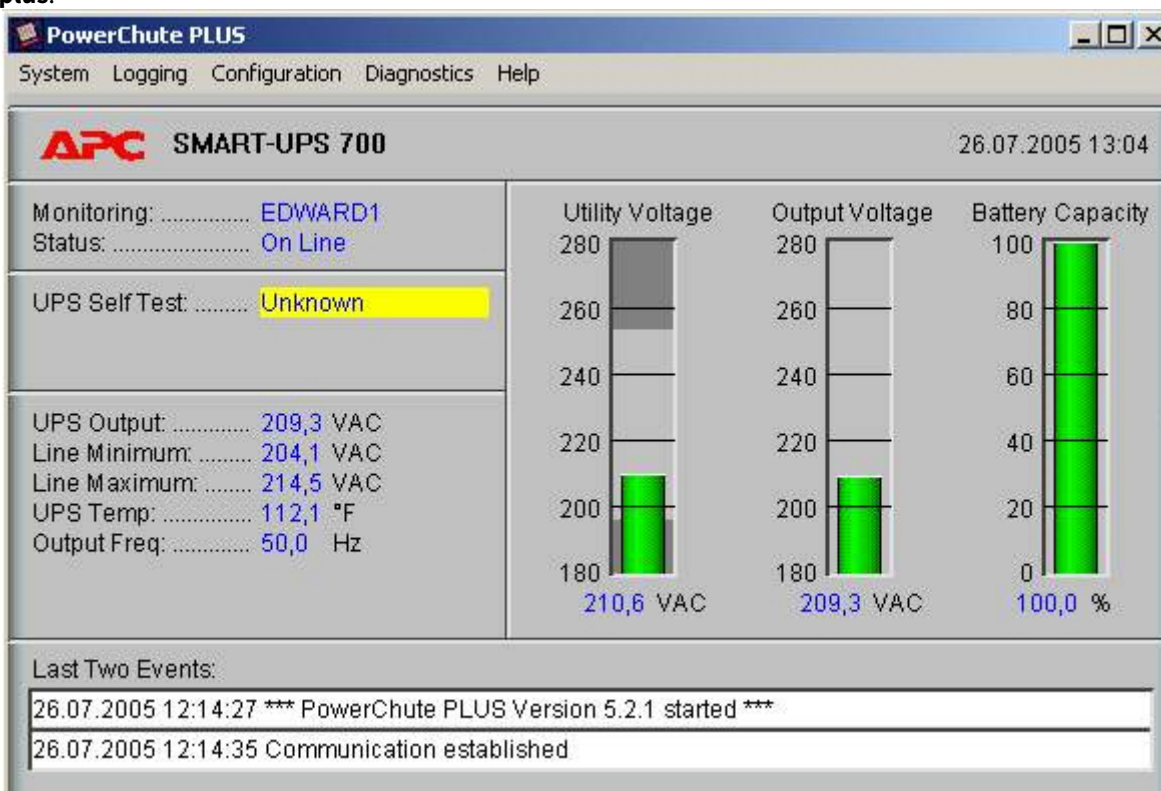 plus.
PowerChute PLUS
System Logging Configuration Diagnostics Help
APC SMART-UPS 700 26.07.2005 13:04
Monitoring: .............. EDWARD1
Status: ...................... On Line
UPS Self Test: ......... Unknown
UPS Output: ............. 209,3 VAC
Line Minimum: ......... 204,1 VAC
Line Maximum: ........ 214,5 VAC
UPS Temp: ............... 112,1 °F
Output Freq: ............. 50,0 Hz
Utility Voltage Output Voltage Battery Capacity
280 280 100
260 260 80
240 240 60
220 220 40
200 200 20
180 180 0
210,6 VAC 209,3 VAC 100,0 %
Last Two Events:
26.07.2005 12:14:27 *** PowerChute PLUS Version 5.2.1 started ***
26.07.2005 12:14:35 Communication established